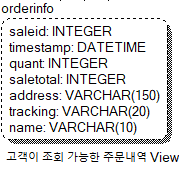 orderinfo
saleid: INTEGER
timestamp: DATETIME
quant: INTEGER
saletotal: INTEGER
address: VARCHAR(150)
tracking: VARCHAR(20)
name: VARCHAR(10)
고객이 조회 가능한 주문내역 View